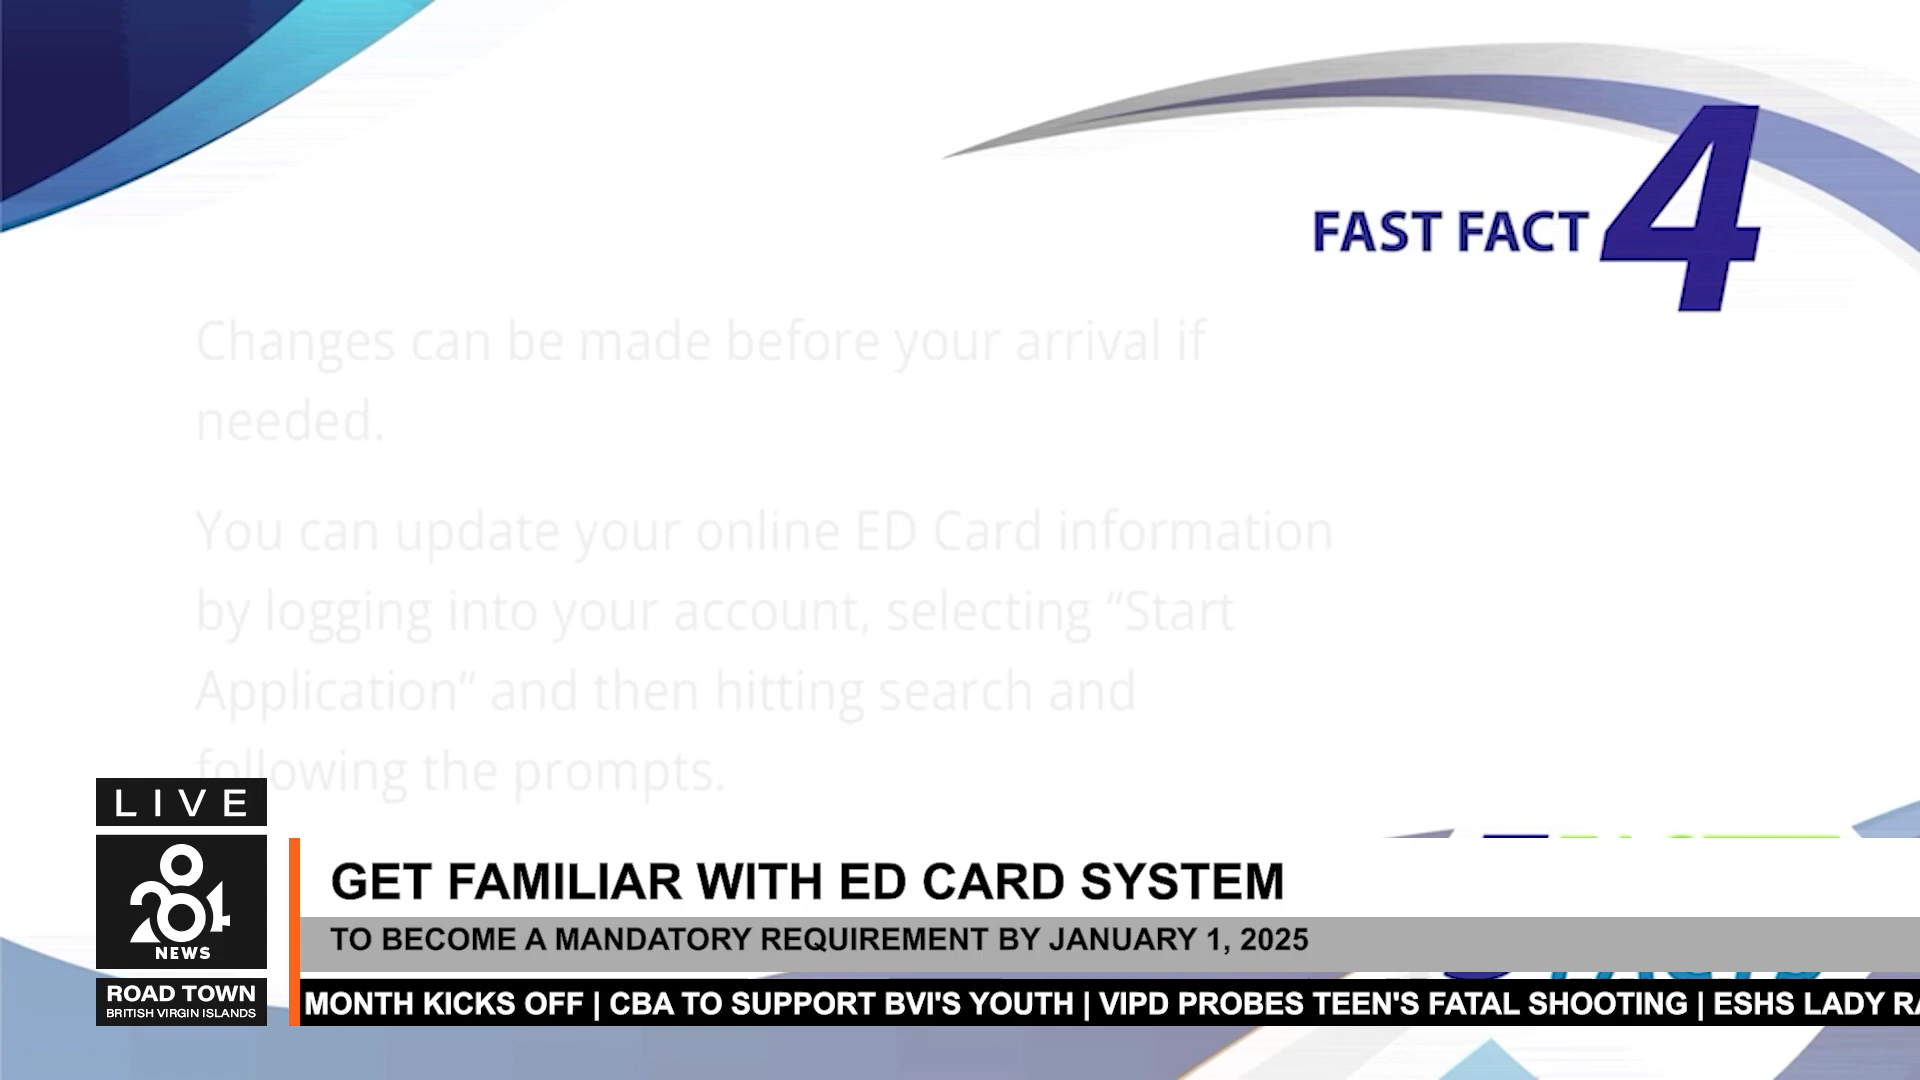 FAST FACT 4
Changes can be made before your arrival if
needed.
You can update your online ED Card information
by logging into your account, selecting “Start
Application” and then hitting search and
following the prompts.
LIVE
284
NEWS
ROAD TOWN
BRITISH VIRGIN ISLANDS
GET FAMILIAR WITH ED CARD SYSTEM
TO BECOME A MANDATORY REQUIREMENT BY JANUARY 1, 2025
MONTH KICKS OFF | CBA TO SUPPORT BVI'S YOUTH | VIPD PROBES TEEN'S FATAL SHOOTING | ESHS LADY